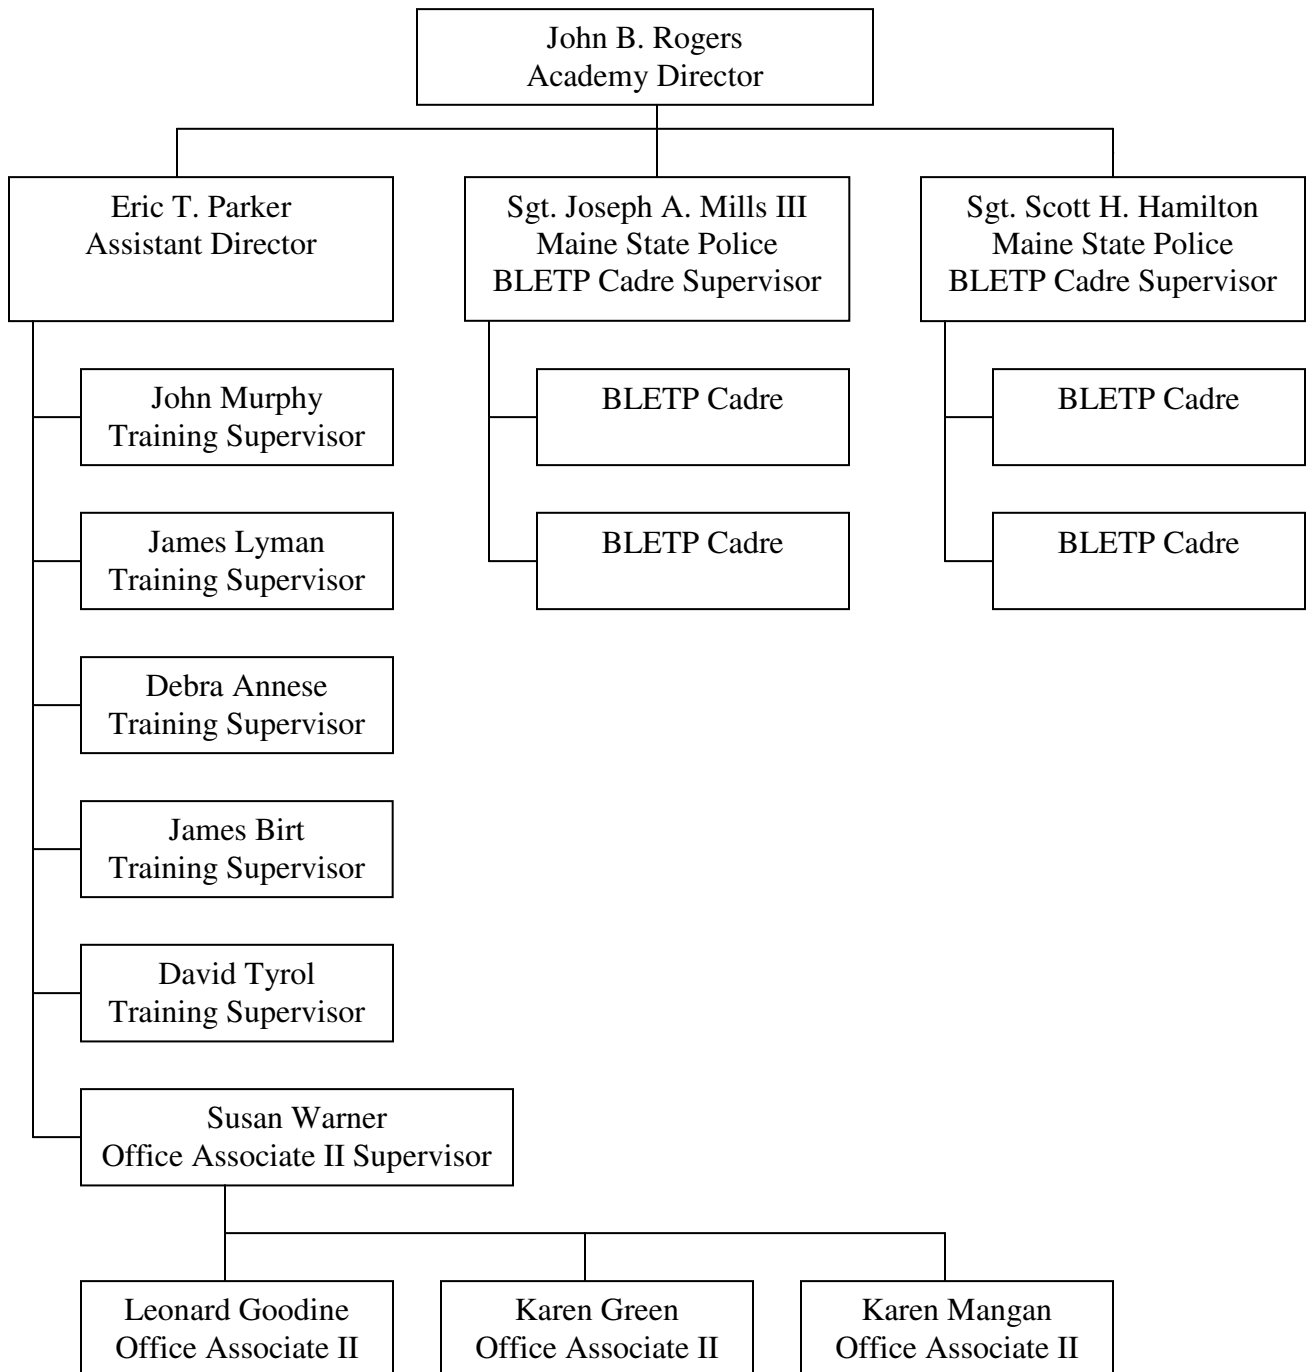 John B. Rogers
Academy Director
Eric T. Parker
Assistant Director
Sgt. Joseph A. Mills III
Maine State Police
BLETP Cadre Supervisor
Sgt. Scott H. Hamilton
Maine State Police
BLETP Cadre Supervisor
John Murphy
Training Supervisor
BLETP Cadre
BLETP Cadre
James Lyman
Training Supervisor
BLETP Cadre
BLETP Cadre
Debra Annese
Training Supervisor
James Birt
Training Supervisor
David Tyrol
Training Supervisor
Susan Warner
Office Associate II Supervisor
Leonard Goodine
Office Associate II
Karen Green
Office Associate II
Karen Mangan
Office Associate II